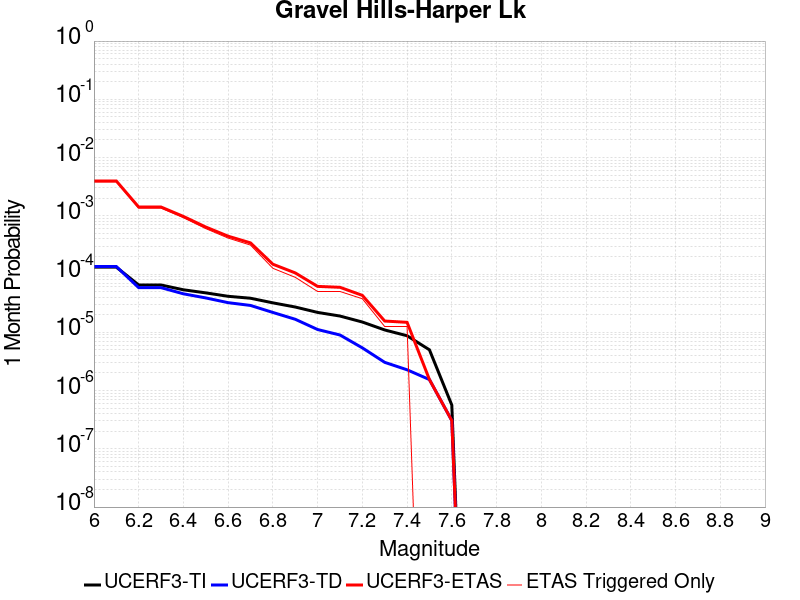 Gravel Hills-Harper Lk
10^0
10^-1
10^-2
10^-3
10^-4
10^-5
10^-6
10^-7
10^-8
1 Month Probability
6 6.2 6.4 6.6 6.8 7 7.2 7.4 7.6 7.8 8 8.2 8.4 8.6 8.8 9
Magnitude
UCERF3-TI UCERF3-TD UCERF3-ETAS ETAS Triggered Only